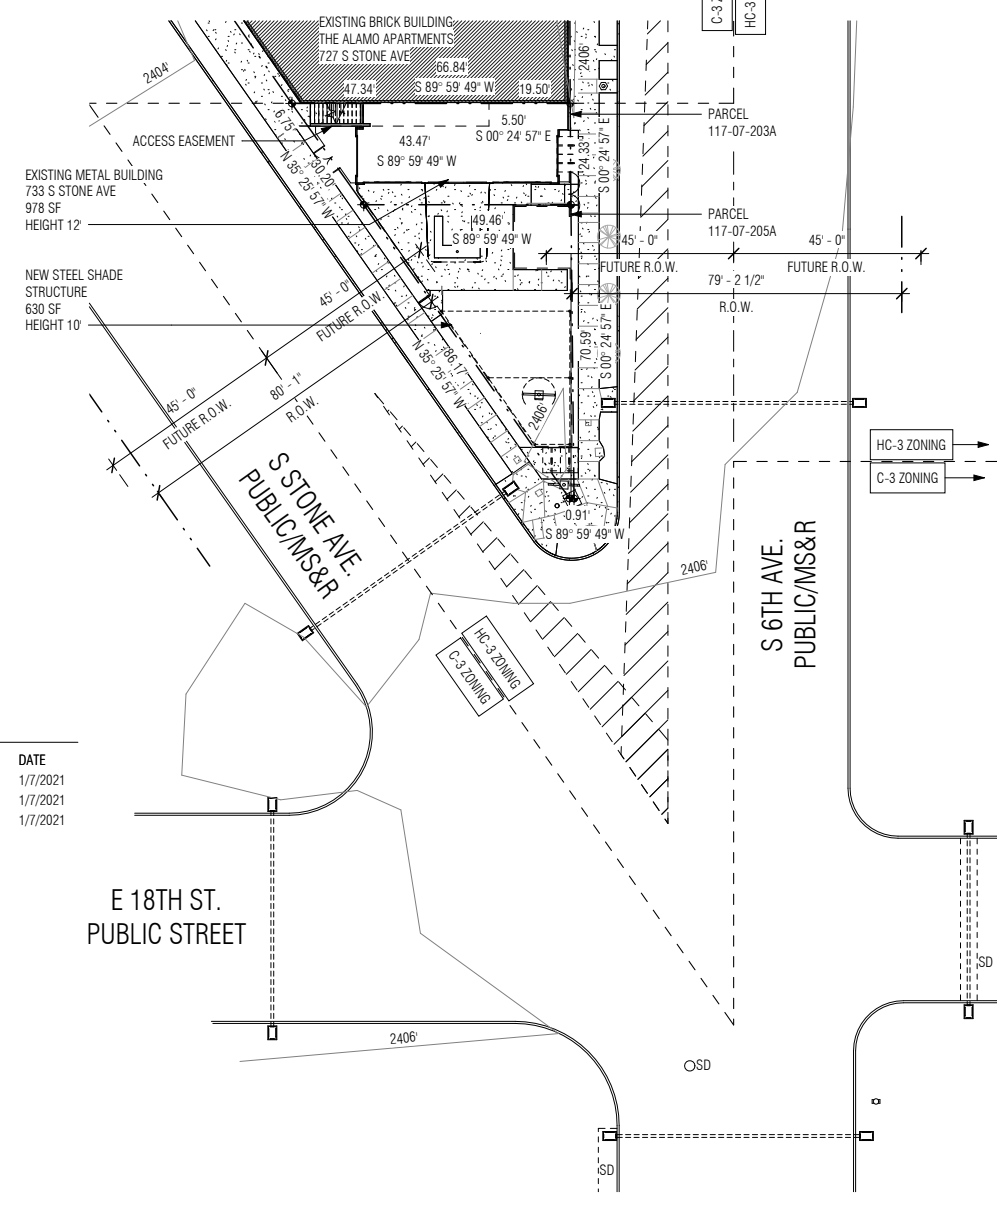 C-3
HC-3
EXISTING BRICK BUILDING
THE ALAMO APARTMENTS
727 S STONE AVE
2406'
2404'
66.84'
47.34'
S 89° 59' 49" W
19.50'
PARCEL
117-07-203A
6.75'
5.50'
S 00° 24' 57" E
ACCESS EASEMENT
43.47'
S 89° 59' 49" W
24.33'
S 00° 24' 57" E
30.20'
N 35° 25' 57" W
EXISTING METAL BUILDING
733 S STONE AVE
978 SF
HEIGHT 12'
49.46'
S 89° 59' 49" W
PARCEL
117-07-205A
45' - 0"
FUTURE R.O.W.
45' - 0"
FUTURE R.O.W.
79' - 2 1/2"
R.O.W.
NEW STEEL SHADE
STRUCTURE
630 SF
HEIGHT 10'
45' - 0"
FUTURE R.O.W.
86.17'
N 35° 25' 57" W
70.59'
S 00° 24' 57" E
45' - 0"
FUTURE R.O.W.
80' - 1"
R.O.W.
2406'
HC-3 ZONING
C-3 ZONING
S STONE AVE.
PUBLIC/MS&R
0.91'
S 89° 59' 49" W
2406'
S 6TH AVE.
PUBLIC/MS&R
HC-3 ZONING
C-3 ZONING
DATE
1/7/2021
1/7/2021
1/7/2021
E 18TH ST.
PUBLIC STREET
SD
2406'
SD
SD